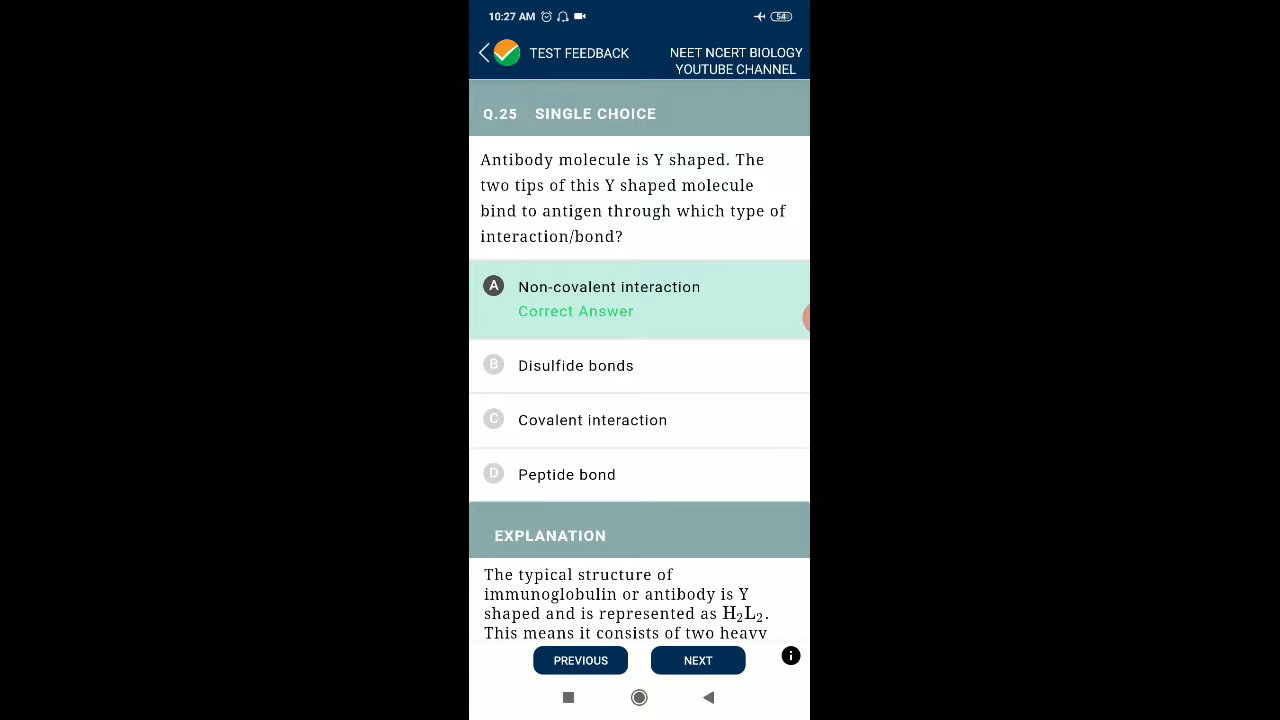 10:27 AM 54
TEST FEEDBACK
NEET NCERT BIOLOGY
YOUTUBE CHANNEL
Q.25 SINGLE CHOICE
Antibody molecule is Y shaped. The
two tips of this Y shaped molecule
bind to antigen through which type of
interaction/bond?
A Non-covalent interaction
Correct Answer
B Disulfide bonds
C Covalent interaction
D Peptide bond
EXPLANATION
The typical structure of
immunoglobulin or antibody is Y
shaped and is represented as H₂L₂.
This means it consists of two heavy
PREVIOUS NEXT